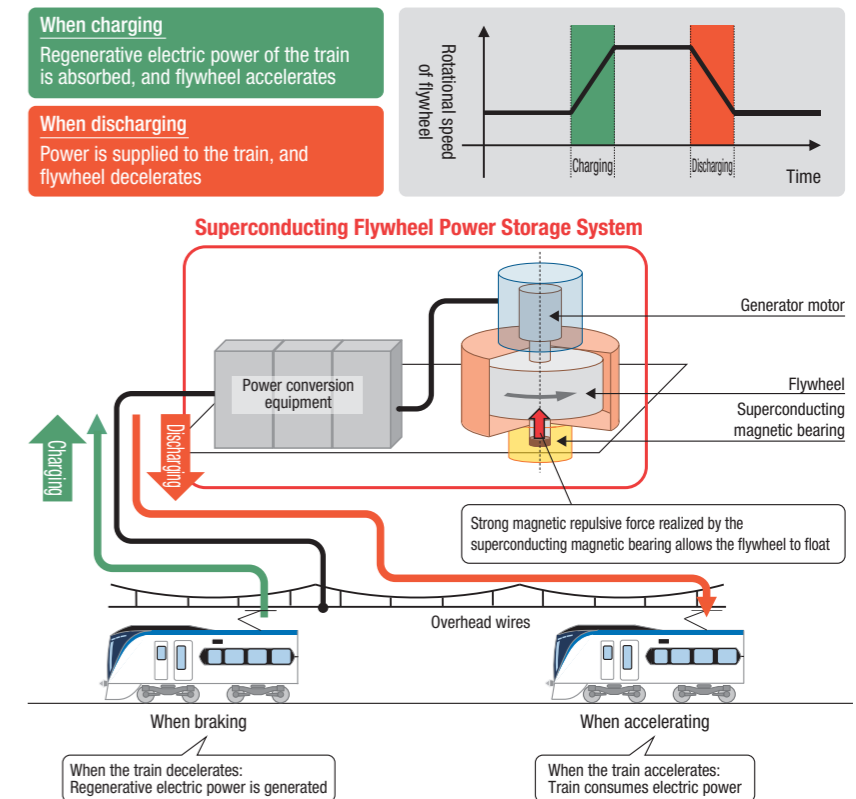 When charging
Regenerative electric power of the train
is absorbed, and flywheel accelerates
When discharging
Power is supplied to the train, and
flywheel decelerates
Rotational speed
of flywheel
Charging
Discharging
Time
Superconducting Flywheel Power Storage System
Generator motor
Power conversion
equipment
Flywheel
Superconducting
magnetic bearing
Charging
Discharging
Strong magnetic repulsive force realized by the
superconducting magnetic bearing allows the flywheel to float
Overhead wires
When braking
When accelerating
When the train decelerates:
Regenerative electric power is generated
When the train accelerates:
Train consumes electric power